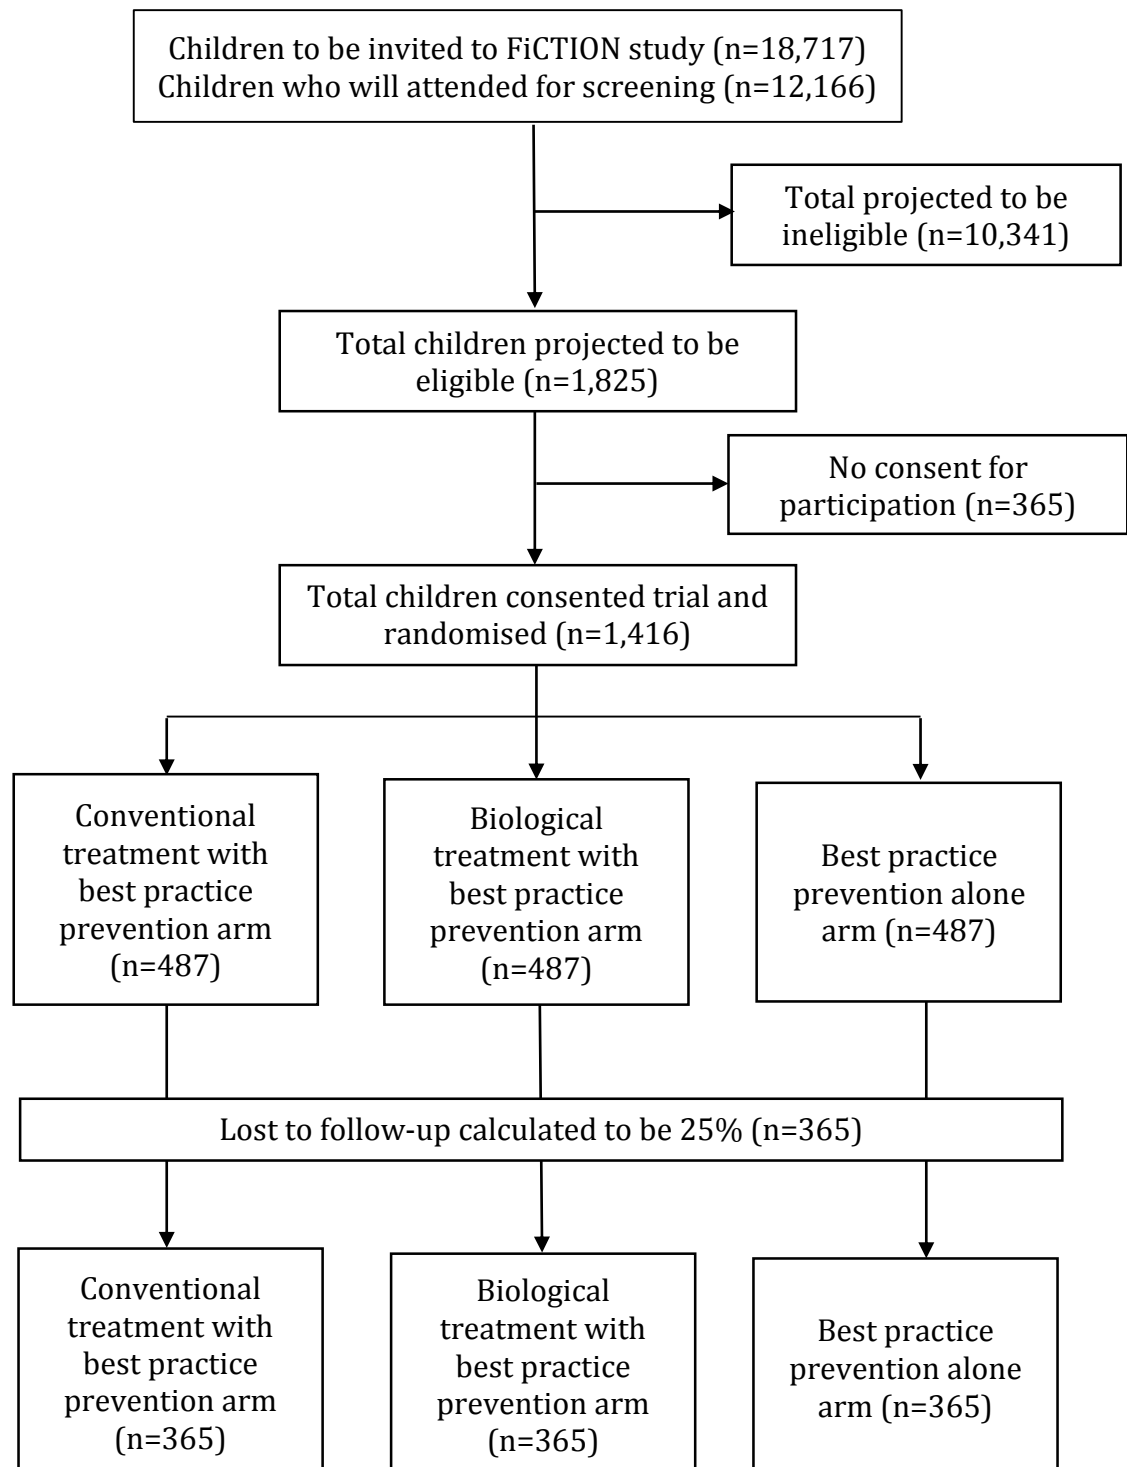 Children to be invited to FiCTION study (n=18,717)
Children who will attended for screening (n=12,166)
Total projected to be
ineligible (n=10,341)
Total children projected to be
eligible (n=1,825)
No consent for
participation (n=365)
Total children consented trial and
randomised (n=1,416)
Conventional
treatment with
best practice
prevention arm
(n=487)
Biological
treatment with
best practice
prevention arm
(n=487)
Best practice
prevention alone
arm (n=487)
Lost to follow-up calculated to be 25% (n=365)
Conventional
treatment with
best practice
prevention arm
(n=365)
Biological
treatment with
best practice
prevention arm
(n=365)
Best practice
prevention alone
arm (n=365)